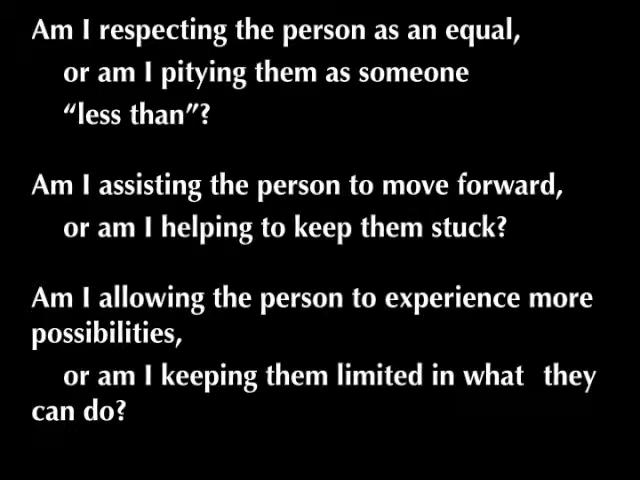 Am I respecting the person as an equal,
or am I pitying them as someone
“less than”?
Am I assisting the person to move forward,
or am I helping to keep them stuck?
Am I allowing the person to experience more
possibilities,
or am I keeping them limited in what they
can do?